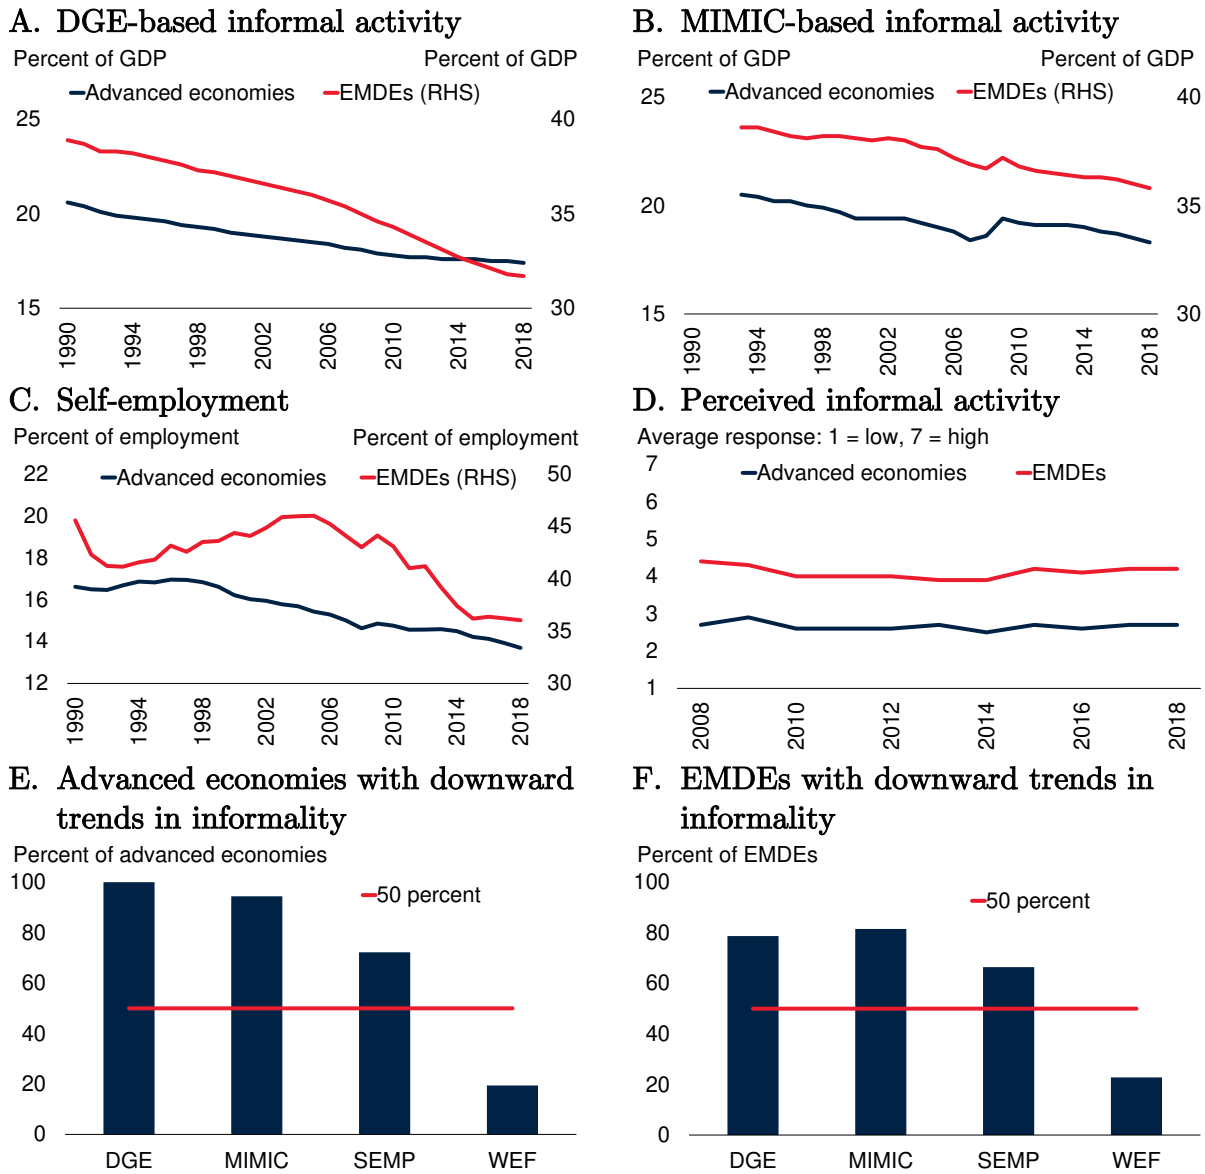 A. DGE-based informal activity
Percent of GDP
Percent of GDP
Advanced economies
EMDEs (RHS)
25
20
15
40
35
30
1990
1994
1998
2002
2006
2010
2014
2018
B. MIMIC-based informal activity
Percent of GDP
Percent of GDP
Advanced economies
EMDEs (RHS)
25
20
15
40
35
30
1990
1994
1998
2002
2006
2010
2014
2018
C. Self-employment
Percent of employment
Percent of employment
Advanced economies
EMDEs (RHS)
22
20
18
16
14
12
50
45
40
35
30
1990
1994
1998
2002
2006
2010
2014
2018
D. Perceived informal activity
Average response: 1 = low, 7 = high
Advanced economies
EMDEs
7
6
5
4
3
2
1
2008
2010
2012
2014
2016
2018
E. Advanced economies with downward
trends in informality
Percent of advanced economies
50 percent
100
80
60
40
20
0
DGE
MIMIC
SEMP
WEF
F. EMDEs with downward trends in
informality
Percent of EMDEs
50 percent
100
80
60
40
20
0
DGE
MIMIC
SEMP
WEF